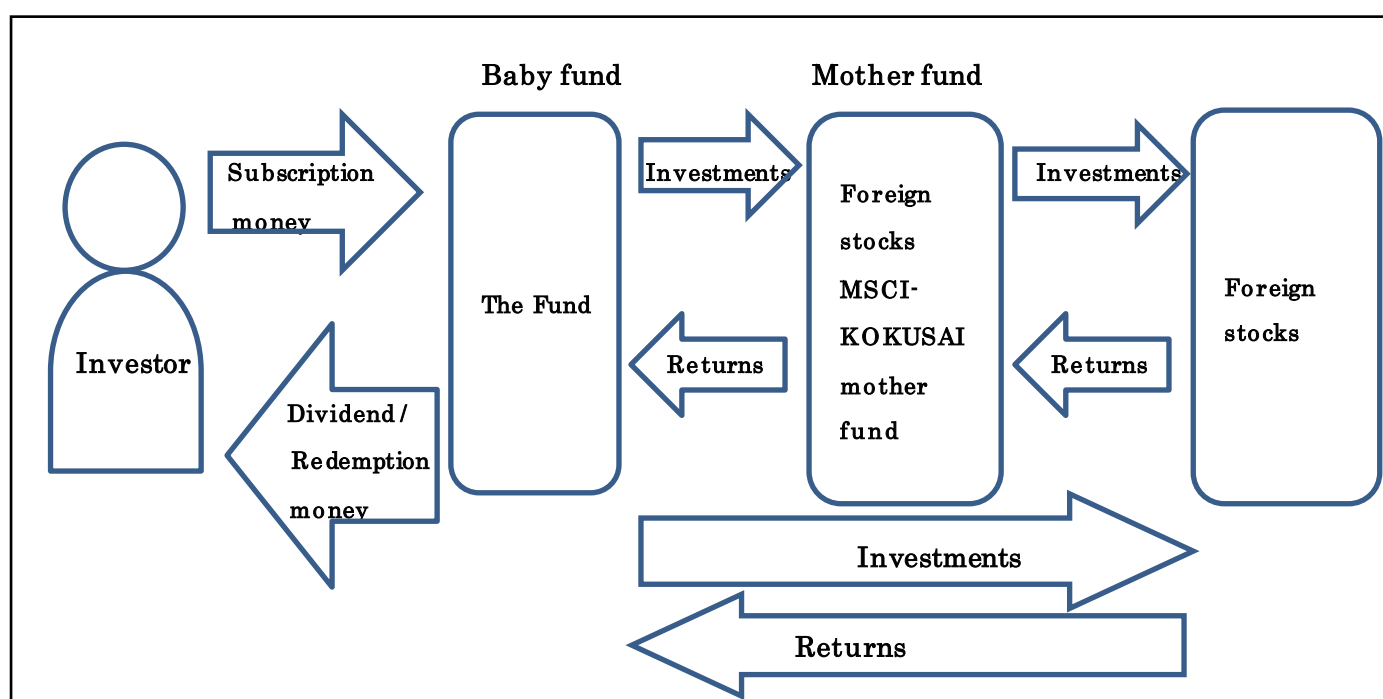 Baby fund
Mother fund
Subscription
money
Investor
Dividend/
Redemption
money
The Fund
Investments
Returns
Foreign
stocks
MSCI-
KOKUSAI
mother
fund
Investments
Returns
Foreign
stocks
Investments
Returns